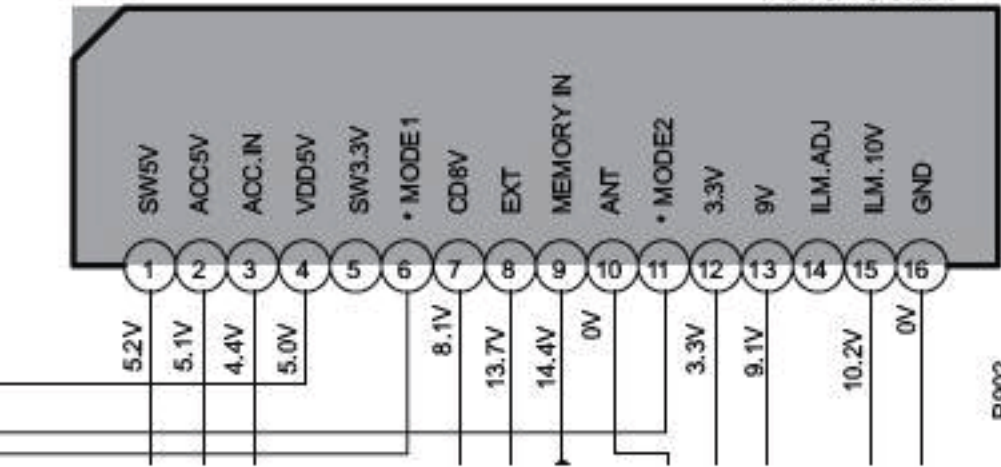 SW5V
ACC5V
ACC.IN
VDD5V
SW3.3V
* MODE1
CD8V
EXT
MEMORY IN
ANT
* MODE2
3.3V
9V
ILM.ADJ
ILM.10V
GND
1 2 3 4 5 6 7 8 9 10 11 12 13 14 15 16
5.2V
5.1V
4.4V
5.0V
8.1V
13.7V
14.4V
0V
3.3V
9.1V
10.2V
0V